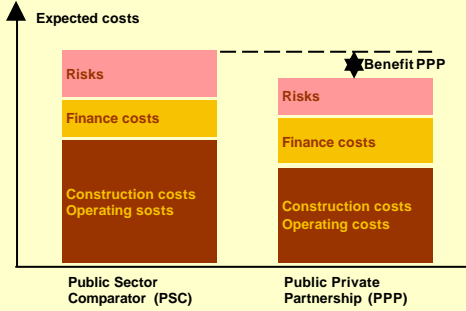 Expected costs
Benefit PPP
Risks
Finance costs
Construction costs
Operating sosts
Risks
Finance costs
Construction costs
Operating costs
Public Sector
Comparator (PSC)
Public Private
Partnership (PPP)